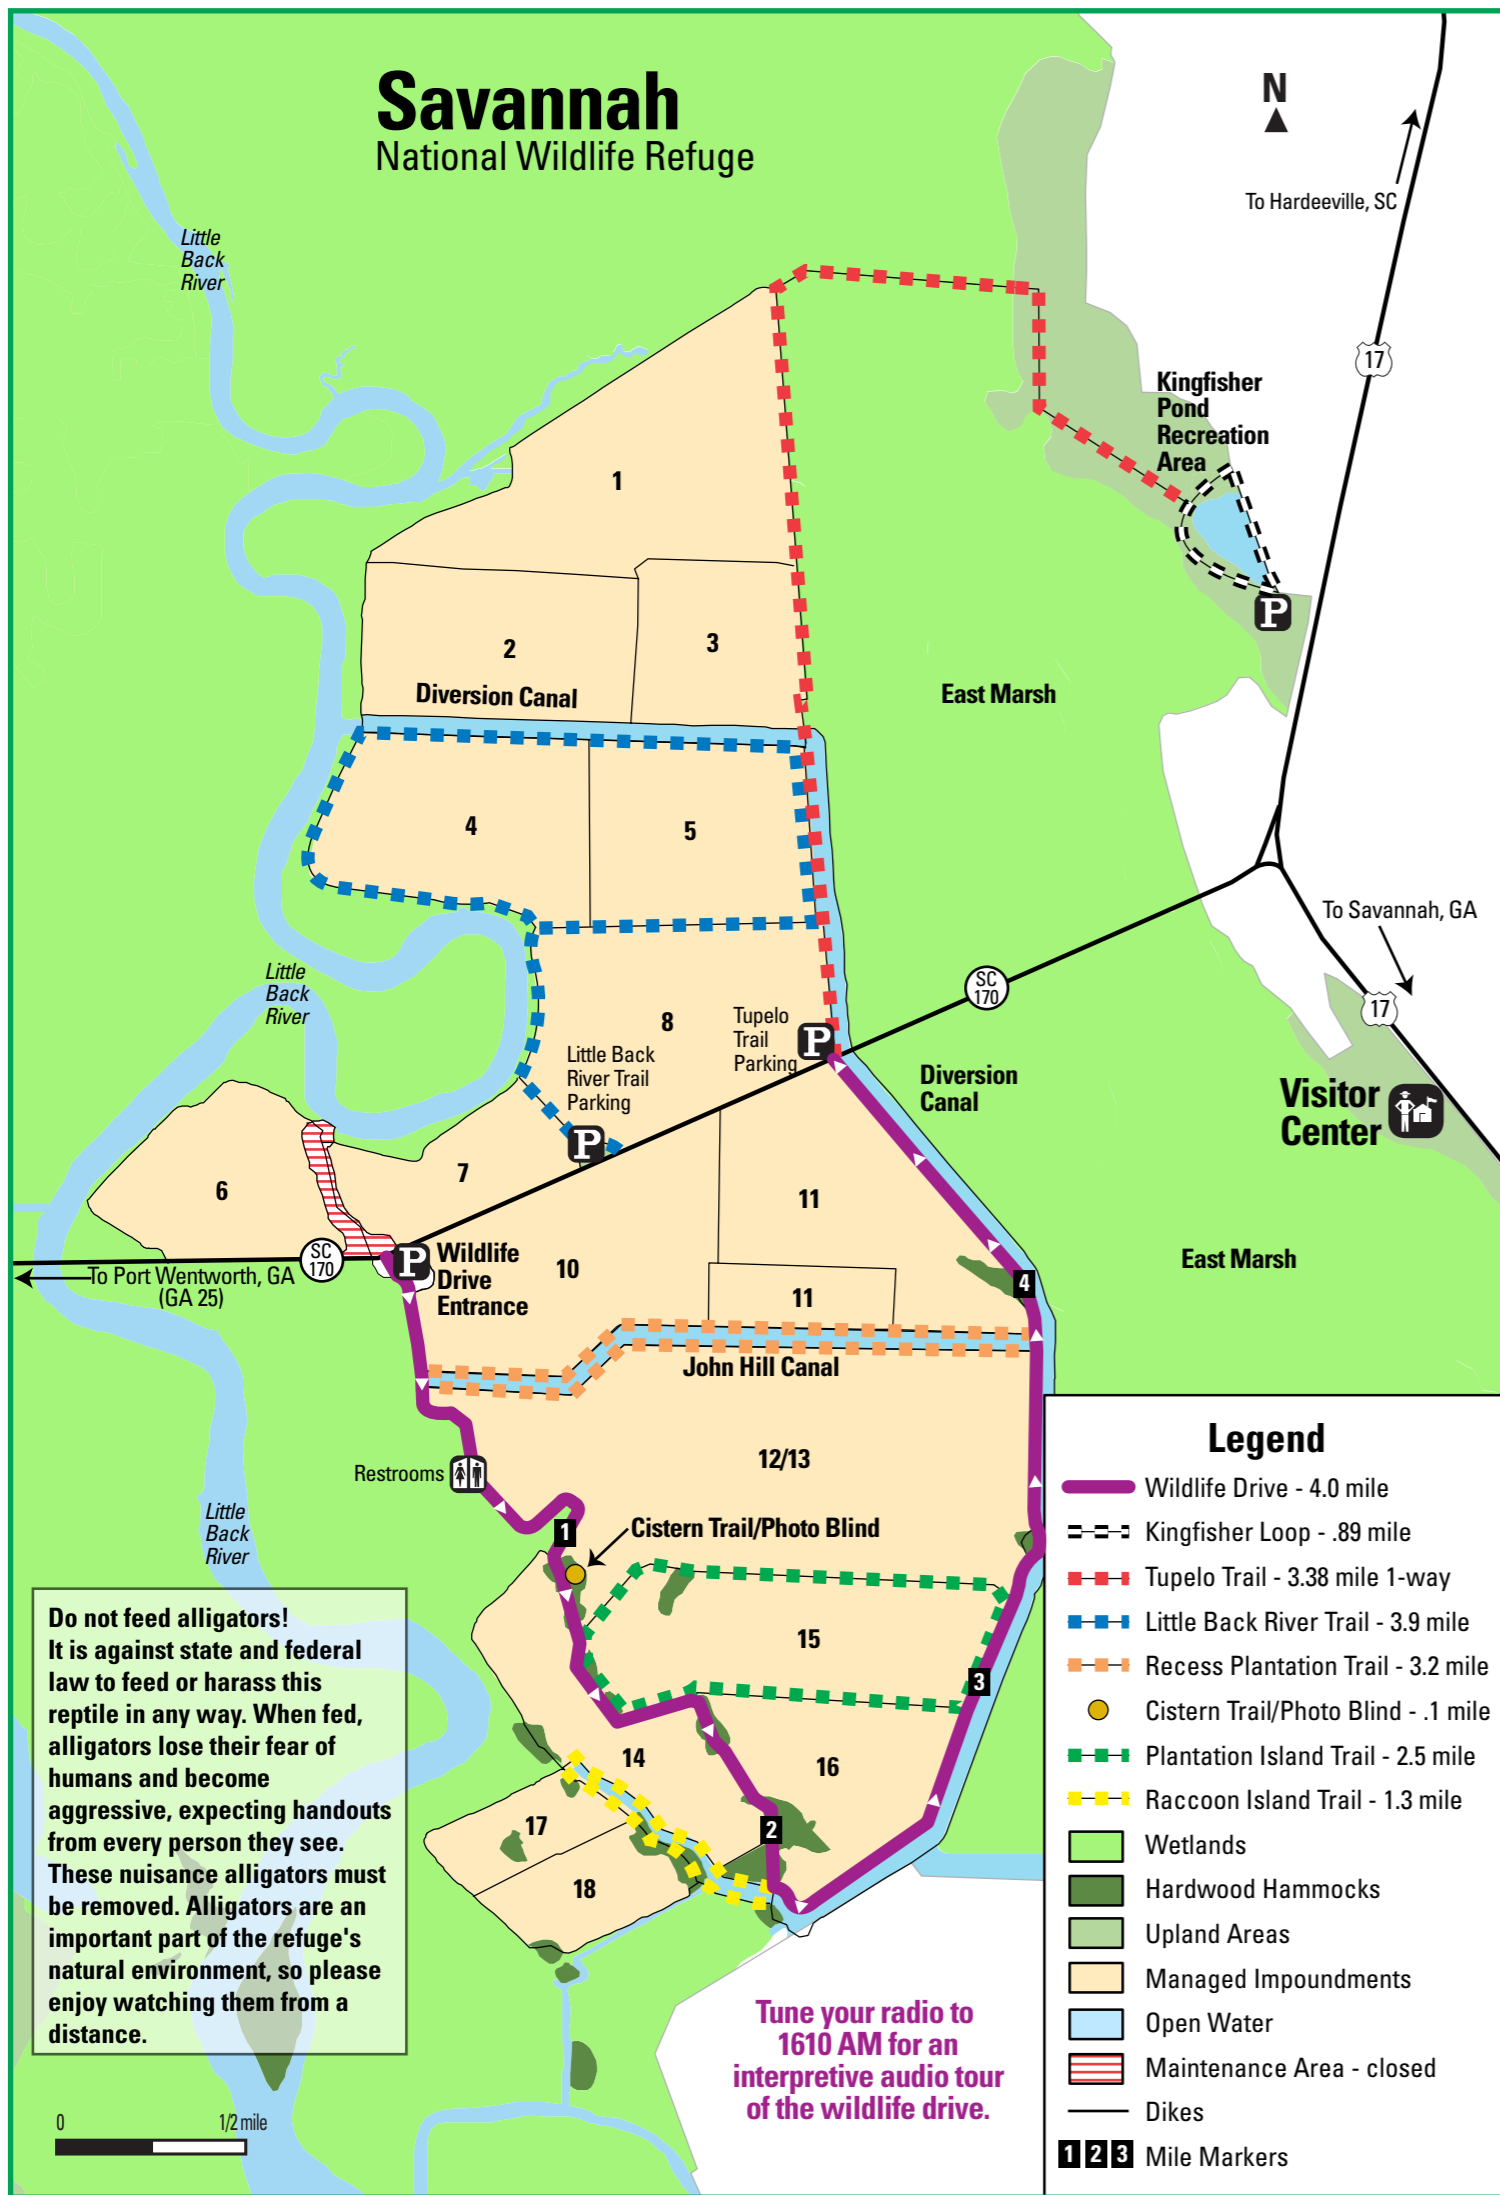 Savannah
National Wildlife Refuge
N
To Hardeeville, SC
Little
Back
River
17
Kingfisher
Pond
Recreation
Area
P
1
2
3
Diversion Canal
East Marsh
4
5
To Savannah, GA
17
SC
170
Little
Back
River
8
Tupelo
Trail
Parking
P
Little Back
River Trail
Parking
P
Diversion
Canal
Visitor
Center
6
7
11
SC
170
P
Wildlife
Drive
Entrance
10
11
4
East Marsh
To Port Wentworth, GA
(GA 25)
John Hill Canal
12/13
Restrooms
Little
Back
River
1
Cistern Trail/Photo Blind
15
3
14
16
17
2
18
Do not feed alligators!
It is against state and federal
law to feed or harass this
reptile in any way. When fed,
alligators lose their fear of
humans and become
aggressive, expecting handouts
from every person they see.
These nuisance alligators must
be removed. Alligators are an
important part of the refuge's
natural environment, so please
enjoy watching them from a
distance.
0 1/2 mile
Tune your radio to
1610 AM for an
interpretive audio tour
of the wildlife drive.
Legend
Wildlife Drive - 4.0 mile
Kingfisher Loop - .89 mile
Tupelo Trail - 3.38 mile 1-way
Little Back River Trail - 3.9 mile
Recess Plantation Trail - 3.2 mile
Cistern Trail/Photo Blind - .1 mile
Plantation Island Trail - 2.5 mile
Raccoon Island Trail - 1.3 mile
Wetlands
Hardwood Hammocks
Upland Areas
Managed Impoundments
Open Water
Maintenance Area - closed
Dikes
1 2 3 Mile Markers